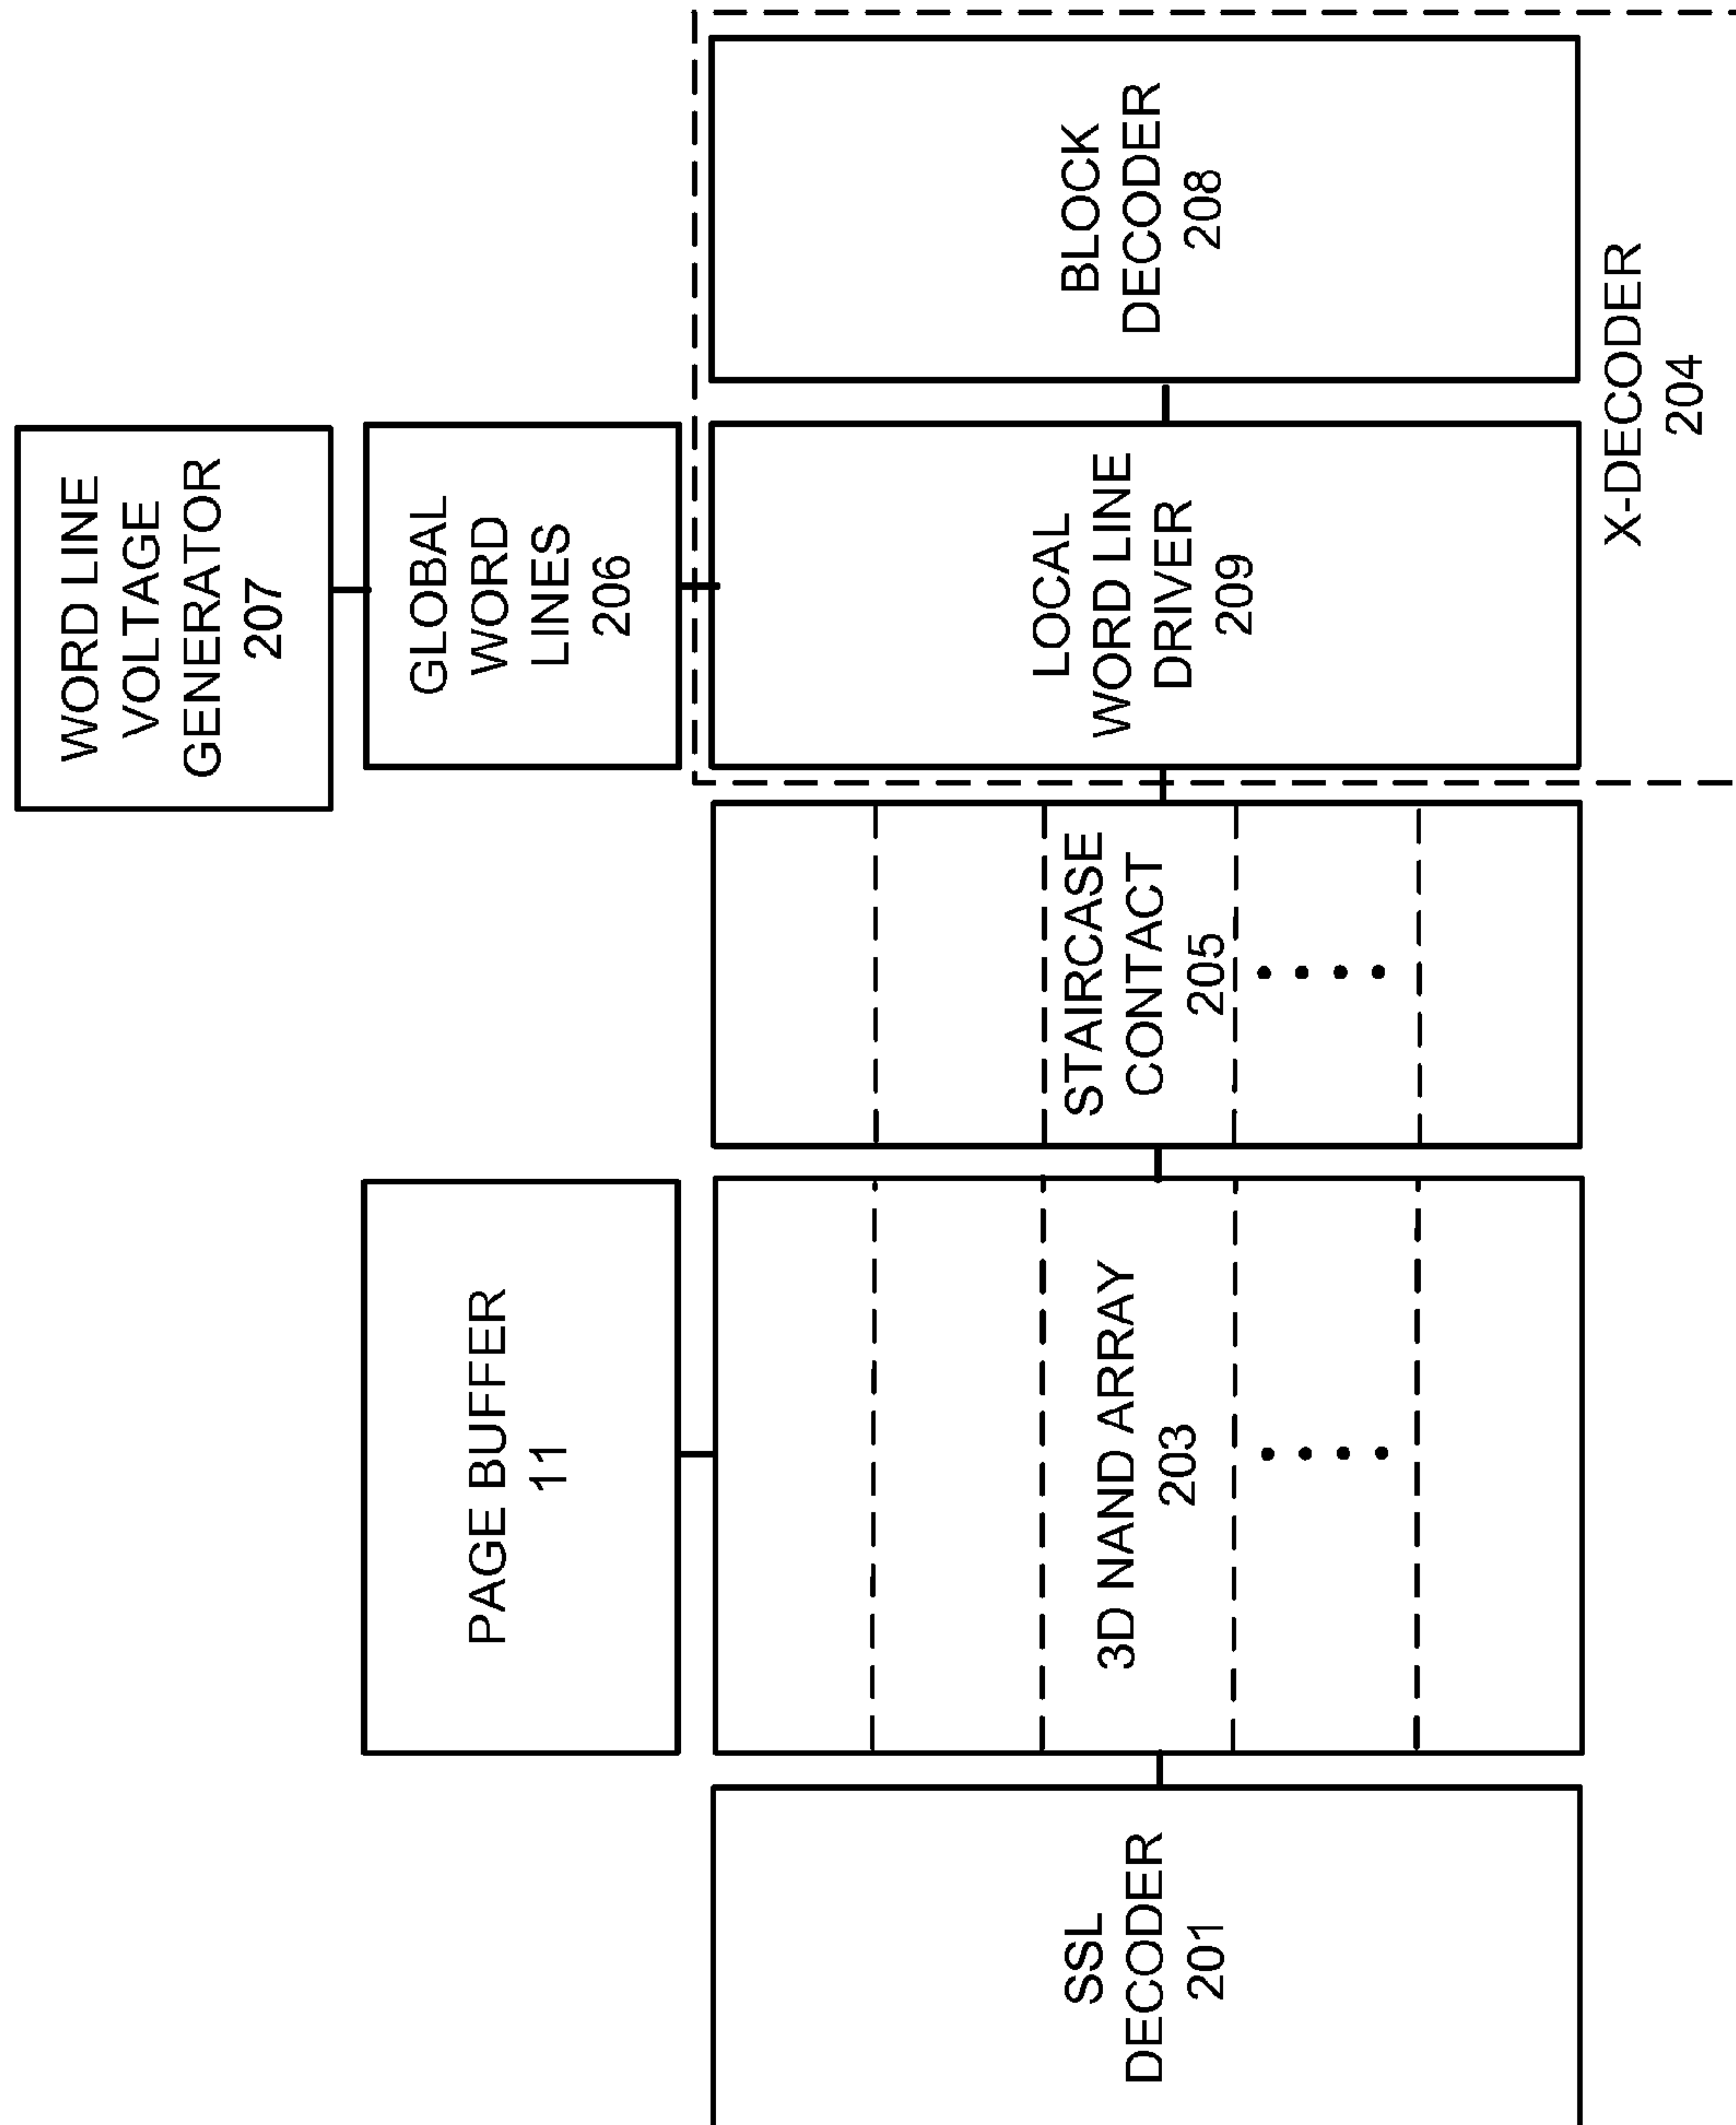 WORD LINE
VOLTAGE
GENERATOR
207
PAGE BUFFER
11
GLOBAL
WORD
LINES
206
SSL
DECODER
201
3D NAND ARRAY
203
STAIRCASE
CONTACT
205
LOCAL
WORD LINE
DRIVER
209
BLOCK
DECODER
208
X-DECODER
204